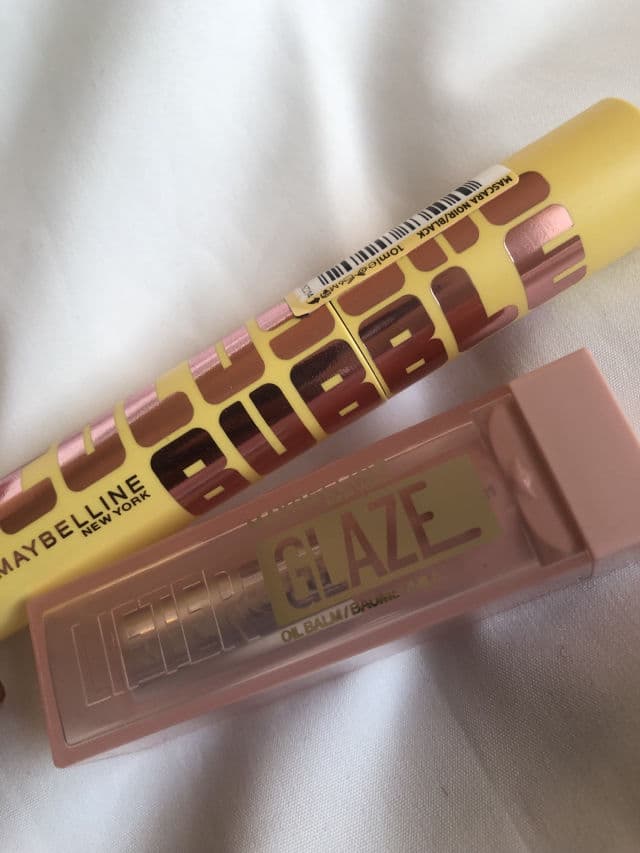 MASCARA NOIR/BLACK
10ml e
BUBBLE
MAYBELLINE
NEW YORK
LIFTER
GLAZE
OIL BALM / BAUME